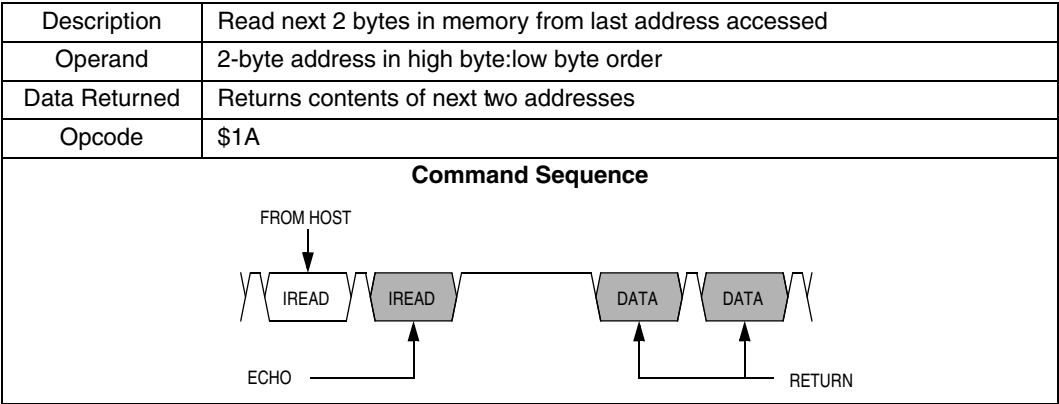 Description Read next 2 bytes in memory from last address accessed
Operand 2-byte address in high byte:low byte order
Data Returned Returns contents of next two addresses
Opcode $1A
Command Sequence
FROM HOST
IREAD IREAD DATA DATA
ECHO RETURN